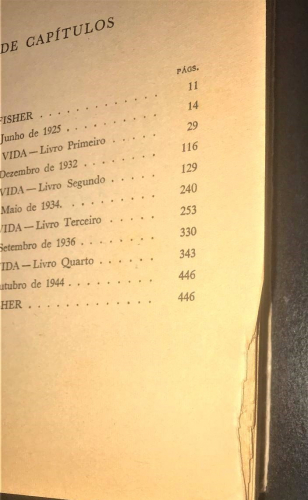 DE CAPÍTULOS
PÁGS.
FISHER . . . . . . . . . . . . 11
Junho de 1925 . . . . . . . . . 14
VIDA — Livro Primeiro . . . . . 29
Dezembro de 1932 . . . . . . . . 116
VIDA — Livro Segundo . . . . . . 129
Maio de 1934. . . . . . . . . . 240
VIDA — Livro Terceiro . . . . . 253
Setembro de 1936 . . . . . . . . 330
VIDA — Livro Quarto . . . . . . 343
utubro de 1944 . . . . . . . . . 446
HER . . . . . . . . . . . . 446